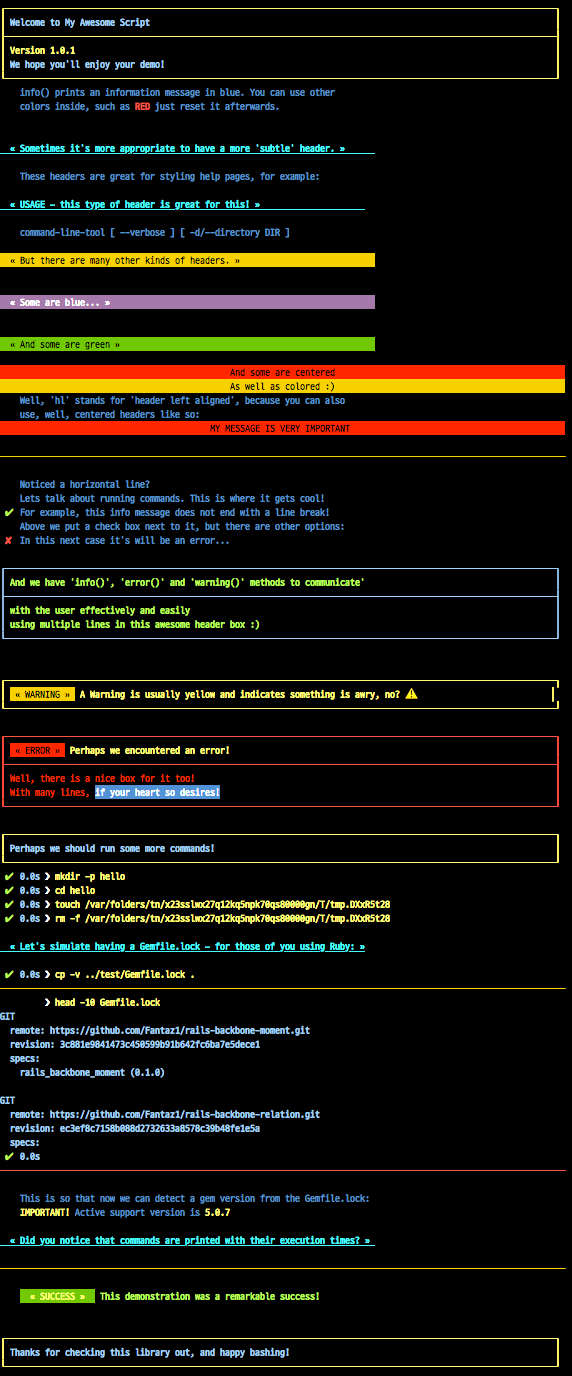 Welcome to My Awesome Script
Version 1.0.1
We hope you'll enjoy your demo!
info() prints an information message in blue. You can use other
colors inside, such as RED just reset it afterwards.
« Sometimes it's more appropriate to have a more 'subtle' header. »
These headers are great for styling help pages, for example:
« USAGE – this type of header is great for this! »
command-line-tool [ --verbose ] [ -d/--directory DIR ]
« But there are many other kinds of headers. »
« Some are blue... »
« And some are green »
And some are centered
As well as colored :)
Well, 'hl' stands for 'header left aligned', because you can also
use, well, centered headers like so:
MY MESSAGE IS VERY IMPORTANT
Noticed a horizontal line?
Lets talk about running commands. This is where it gets cool!
✔ For example, this info message does not end with a line break!
Above we put a check box next to it, but there are other options:
✘ In this next case it's will be an error...
And we have 'info()', 'error()' and 'warning()' methods to communicate'
with the user effectively and easily
using multiple lines in this awesome header box :)
« WARNING » A Warning is usually yellow and indicates something is awry, no? ⚠️
« ERROR » Perhaps we encountered an error!
Well, there is a nice box for it too!
With many lines, if your heart so desires!
Perhaps we should run some more commands!
✔ 0.0s ❯ mkdir -p hello
✔ 0.0s ❯ cd hello
✔ 0.0s ❯ touch /var/folders/tn/x23sslwx27q12kq5npk70qs80000gn/T/tmp.DXxR5t28
✔ 0.0s ❯ rm -f /var/folders/tn/x23sslwx27q12kq5npk70qs80000gn/T/tmp.DXxR5t28
« Let's simulate having a Gemfile.lock – for those of you using Ruby: »
✔ 0.0s ❯ cp -v ../test/Gemfile.lock .
❯ head -10 Gemfile.lock
GIT
remote: https://github.com/Fantaz1/rails-backbone-moment.git
revision: 3c881e9841473c450599b91b642fc6ba7e5dece1
specs:
rails_backbone_moment (0.1.0)
GIT
remote: https://github.com/Fantaz1/rails-backbone-relation.git
revision: ec3ef8c7158b088d2732633a8578c39b48fe1e5a
specs:
✔ 0.0s
This is so that now we can detect a gem version from the Gemfile.lock:
IMPORTANT! Active support version is 5.0.7
« Did you notice that commands are printed with their execution times? »
« SUCCESS » This demonstration was a remarkable success!
Thanks for checking this library out, and happy bashing!